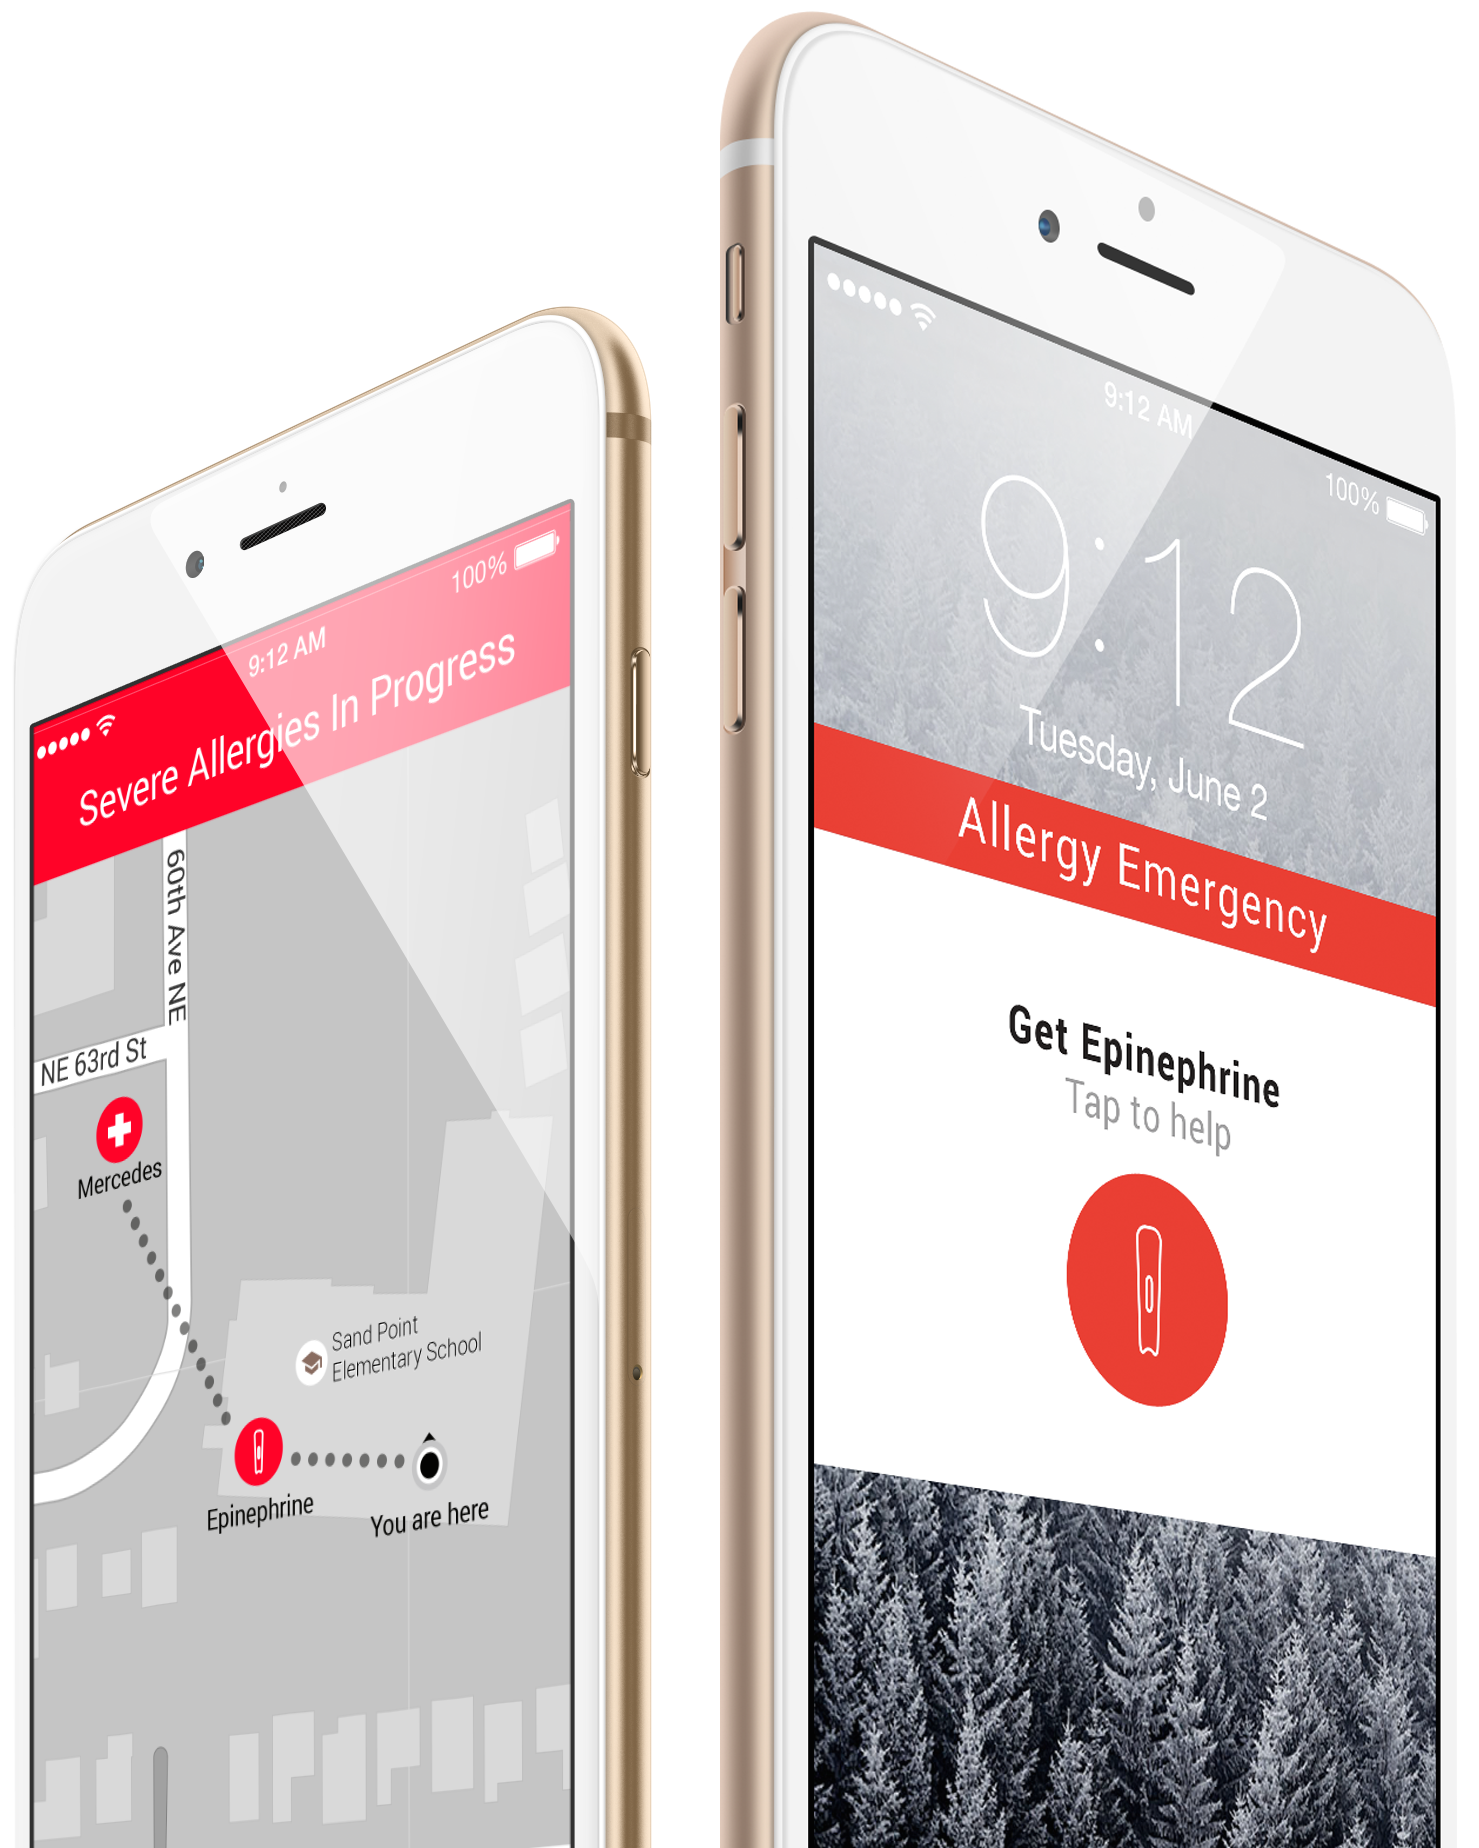 9:12 AM
100%
Severe Allergies In Progress
60th Ave NE
NE 63rd St
Mercedes
Sand Point
Elementary School
Epinephrine
You are here
9:12 AM
100%
9:12
Tuesday, June 2
Allergy Emergency
Get Epinephrine
Tap to help